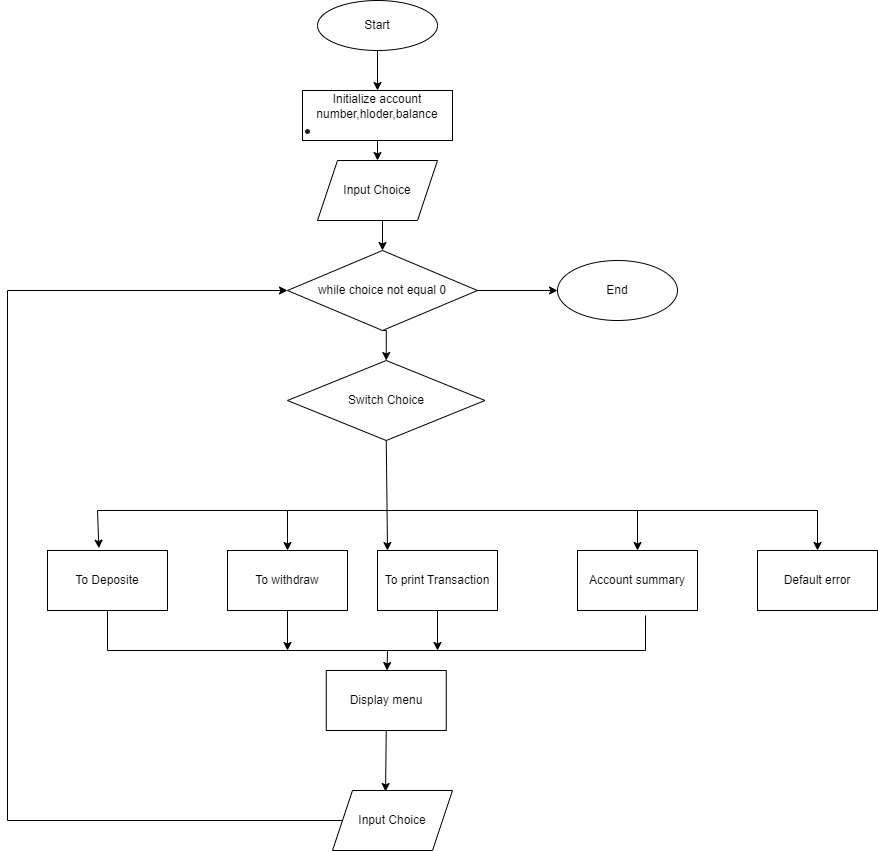 Start
Initialize account
number,hloder,balance
Input Choice
while choice not equal 0
End
Switch Choice
To Deposite
To withdraw
To print Transaction
Account summary
Default error
Display menu
Input Choice